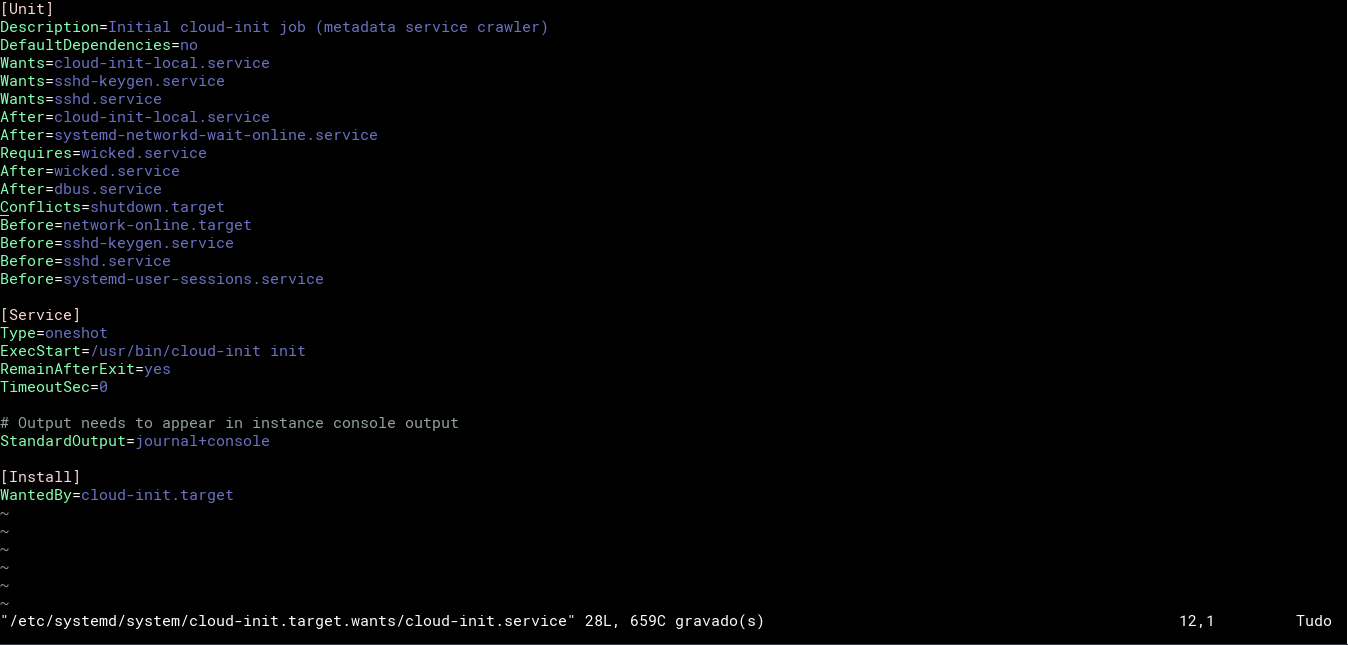 [Unit]
Description=Initial cloud-init job (metadata service crawler)
DefaultDependencies=no
Wants=cloud-init-local.service
Wants=sshd-keygen.service
Wants=sshd.service
After=cloud-init-local.service
After=systemd-networkd-wait-online.service
Requires=wicked.service
After=wicked.service
After=dbus.service
Conflicts=shutdown.target
Before=network-online.target
Before=sshd-keygen.service
Before=sshd.service
Before=systemd-user-sessions.service
[Service]
Type=oneshot
ExecStart=/usr/bin/cloud-init init
RemainAfterExit=yes
TimeoutSec=0
# Output needs to appear in instance console output
StandardOutput=journal+console
[Install]
WantedBy=cloud-init.target
~
~
~
~
~
~
"/etc/systemd/system/cloud-init.target.wants/cloud-init.service" 28L, 659C gravado(s) 12,1 Tudo